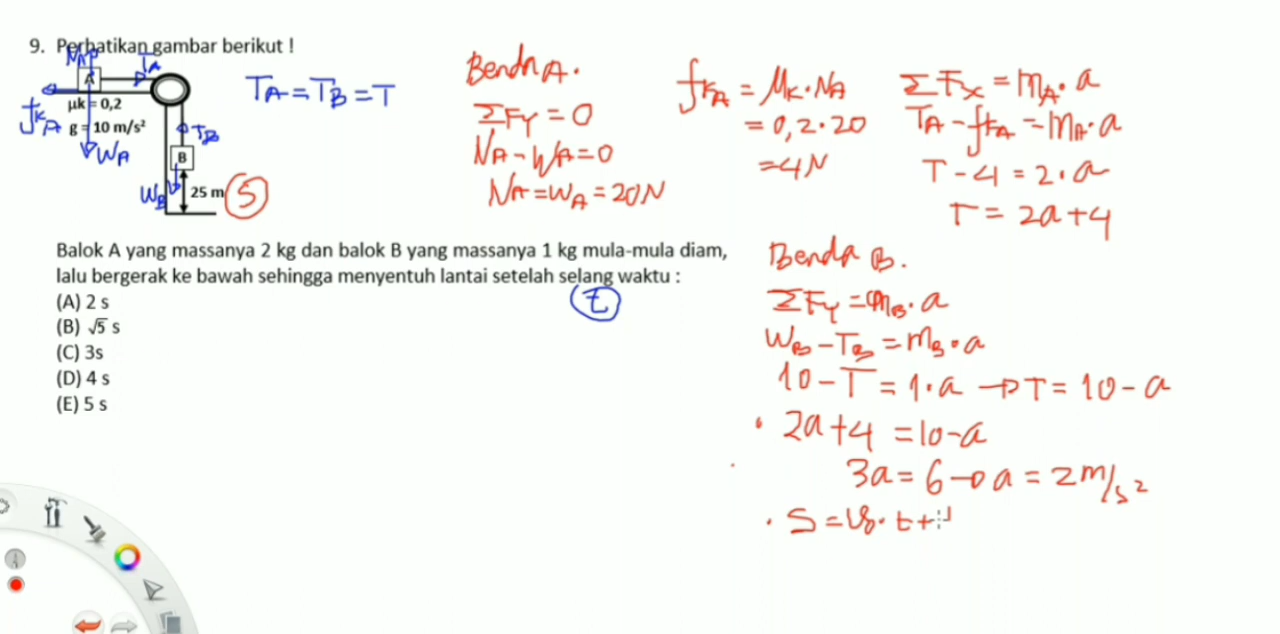 9. Perhatikan gambar berikut !
NA
TA
A
fKA
μk = 0,2
g = 10 m/s²
WA
TB
B
WB
25 m
S
TA = TB = T
Balok A yang massanya 2 kg dan balok B yang massanya 1 kg mula-mula diam,
lalu bergerak ke bawah sehingga menyentuh lantai setelah selang waktu :
t
(A) 2 s
(B) √5 s
(C) 3s
(D) 4 s
(E) 5 s
Benda A.
ΣFY = 0
NA - WA = 0
NA = WA = 20 N
fKA = MK · NA
= 0,2 · 20
= 4 N
ΣFX = MA · a
TA - fKA = MA · a
T - 4 = 2 · a
T = 2a + 4
Benda B.
ΣFY = MB · a
WB - TB = MB · a
10 - T = 1 · a → T = 10 - a
· 2a + 4 = 10 - a
3a = 6 → a = 2 m/s²
· S = V0 · t +